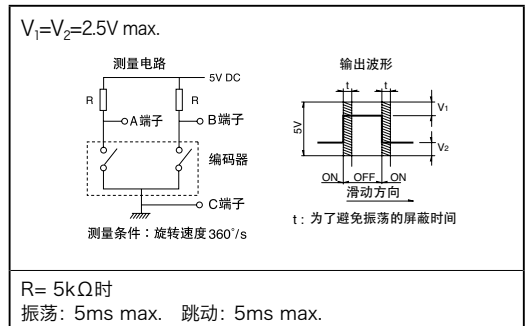 V₁=V₂=2.5V max.
测量电路
5V DC
R
R
A端子
B端子
编码器
C端子
测量条件：旋转速度360°/s
输出波形
t
t
5V
V₁
V₂
ON
OFF
ON
滑动方向
t：为了避免振荡的屏蔽时间
R= 5kΩ时
振荡: 5ms max. 跳动: 5ms max.